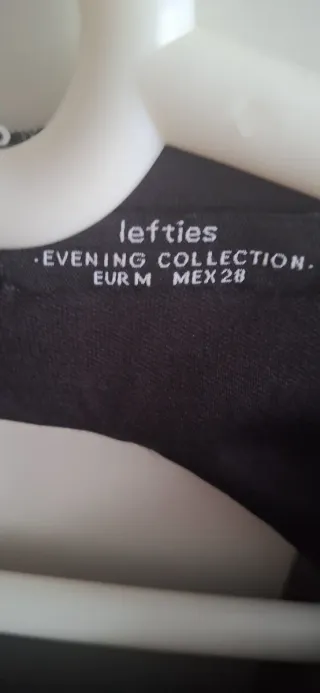 lefties
·EVENING COLLECTION·
EUR M MEX 28